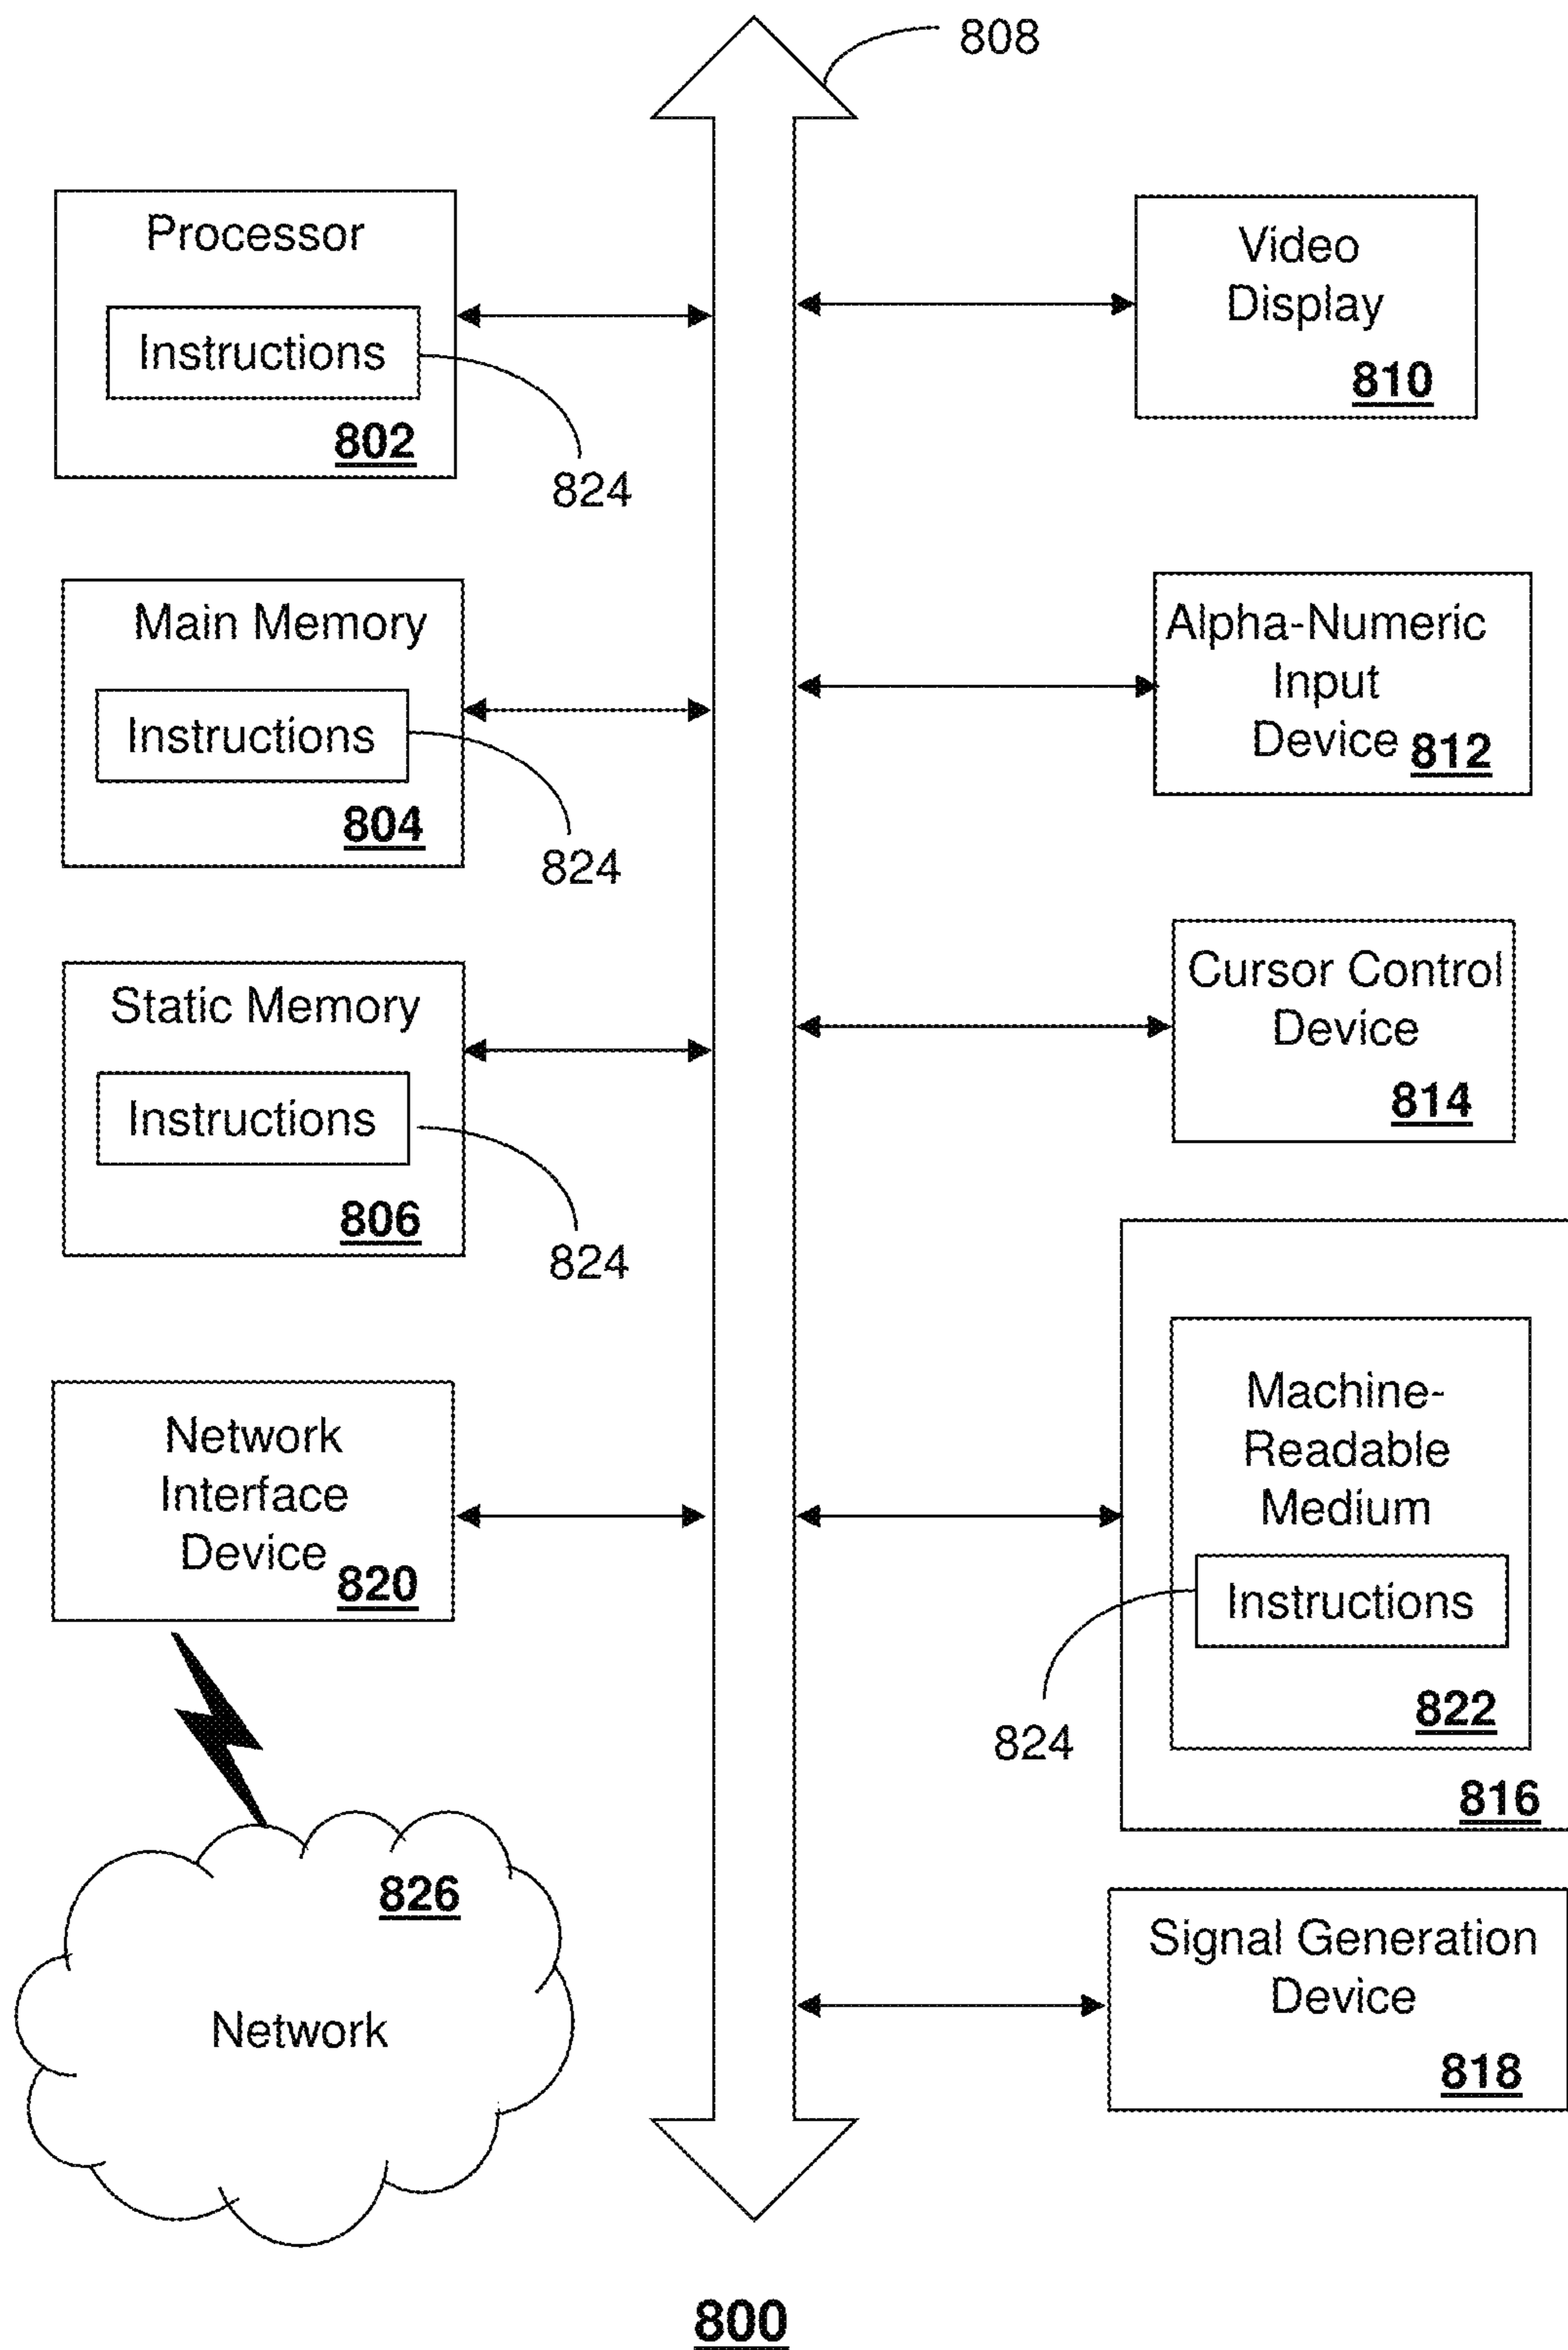 808
Processor
Instructions
802
824
Main Memory
Instructions
804
824
Static Memory
Instructions
806
824
Network
Interface
Device
820
826
Network
Video
Display
810
Alpha-Numeric
Input
Device 812
Cursor Control
Device
814
Machine-
Readable
Medium
Instructions
824
822
816
Signal Generation
Device
818
800